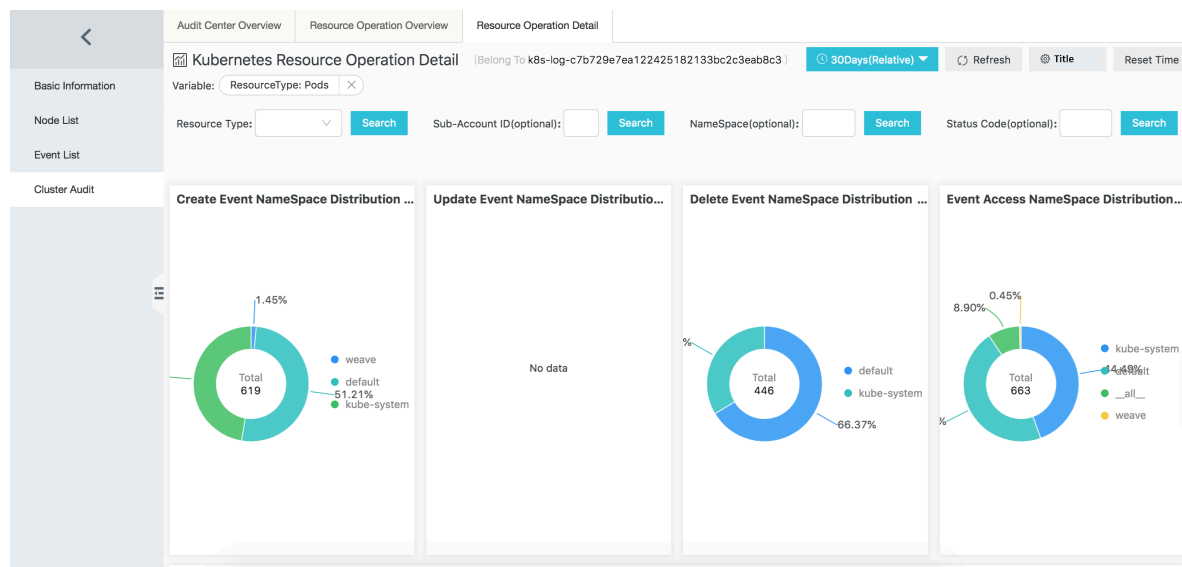 Audit Center Overview
Resource Operation Overview
Resource Operation Detail
Kubernetes Resource Operation Detail (Belong To k8s-log-c7b729e7ea122425182133bc2c3eab8c3 )
30Days(Relative)
Refresh
Title
Reset Time
Basic Information
Node List
Event List
Cluster Audit
Variable: ResourceType: Pods
Resource Type:
Search
Sub-Account ID(optional):
Search
NameSpace(optional):
Search
Status Code(optional):
Search
Create Event NameSpace Distribution ...
1.45%
Total
619
51.21%
weave
default
kube-system
Update Event NameSpace Distributio...
No data
Delete Event NameSpace Distribution ...
%
Total
446
66.37%
default
kube-system
Event Access NameSpace Distribution...
0.45%
8.90%
Total
663
44.49%
%
kube-system
default
__all__
weave